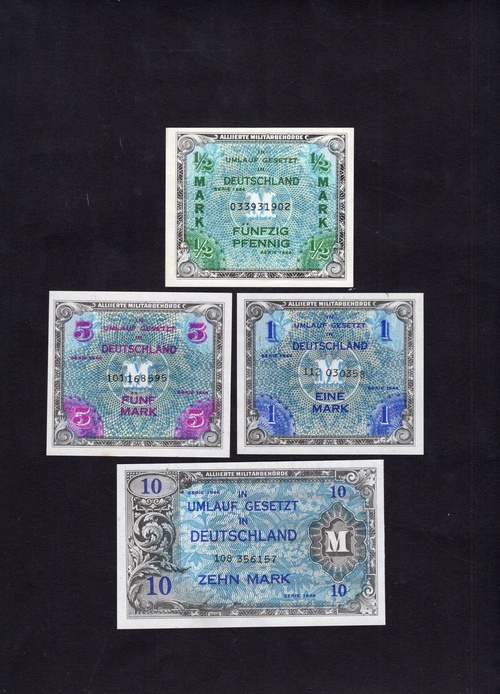 ALLIIERTE MILITÄRBEHÖRDE
IN
UMLAUF GESETZT
IN
DEUTSCHLAND
SERIE 1944
1/2 MARK
1/2 MARK
M
033931902
FÜNFZIG
PFENNIG
SERIE 1944
1/2
1/2
ALLIIERTE MILITÄRBEHÖRDE
5
5
IN
UMLAUF GESETZT
IN
DEUTSCHLAND
SERIE 1944
M
101168595
SERIE 1944
FÜNF
MARK
5
5
ALLIIERTE MILITÄRBEHÖRDE
1
1
IN
UMLAUF GESETZT
IN
DEUTSCHLAND
SERIE 1944
M
112 030358
SERIE 1944
EINE
MARK
1
1
ALLIIERTE MILITÄRBEHÖRDE
10
SERIE 1944
IN
10
UMLAUF GESETZT
IN
DEUTSCHLAND
M
108 356157
10
ZEHN MARK
10
SERIE 1944